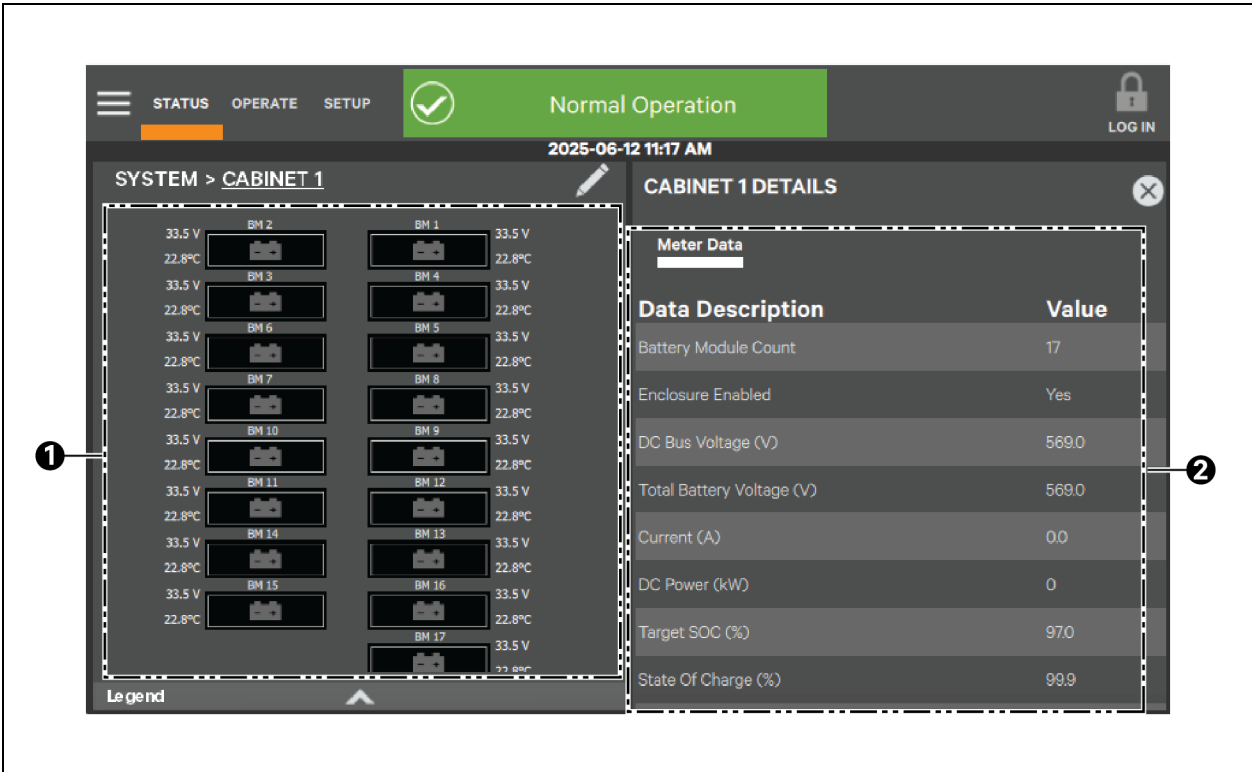 STATUS OPERATE SETUP
Normal Operation
LOG IN
2025-06-12 11:17 AM
SYSTEM > CABINET 1
BM 2 BM 1
33.5 V 33.5 V
22.8°C 22.8°C
BM 3 BM 4
33.5 V 33.5 V
22.8°C 22.8°C
BM 6 BM 5
33.5 V 33.5 V
22.8°C 22.8°C
BM 7 BM 8
33.5 V 33.5 V
22.8°C 22.8°C
BM 10 BM 9
33.5 V 33.5 V
22.8°C 22.8°C
BM 11 BM 12
33.5 V 33.5 V
22.8°C 22.8°C
BM 14 BM 13
33.5 V 33.5 V
22.8°C 22.8°C
BM 15 BM 16
33.5 V 33.5 V
22.8°C 22.8°C
BM 17
33.5 V
22.8°C
Legend
1
CABINET 1 DETAILS
Meter Data
Data Description Value
Battery Module Count 17
Enclosure Enabled Yes
DC Bus Voltage (V) 569.0
Total Battery Voltage (V) 569.0
Current (A) 0.0
DC Power (kW) 0
Target SOC (%) 97.0
State Of Charge (%) 99.9
2